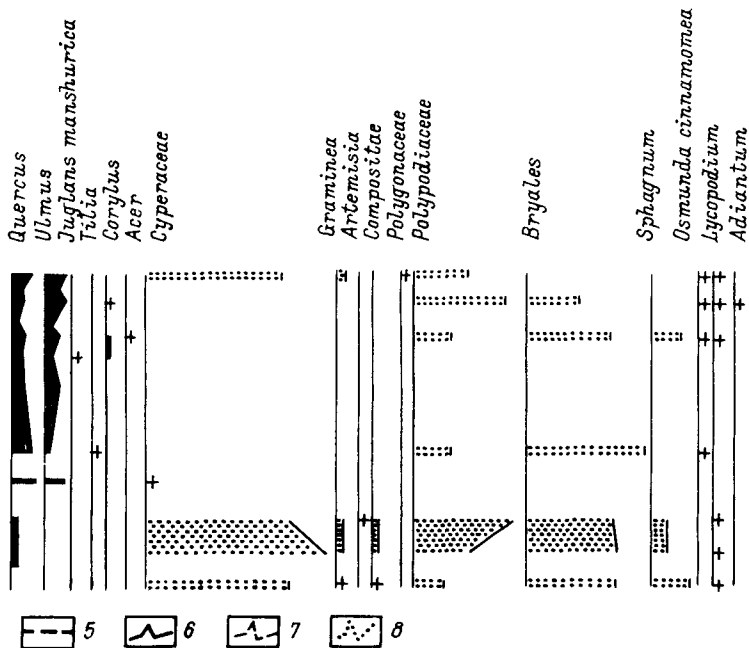 Quercus
Ulmus
Juglans manshurica
Tilia
Corylus
Acer
Cyperaceae
Graminea
Artemisia
Compositae
Polygonaceae
Polypodiaceae
Bryales
Sphagnum
Osmunda cinnamomea
Lycopodium
Adiantum
5 6 7 8